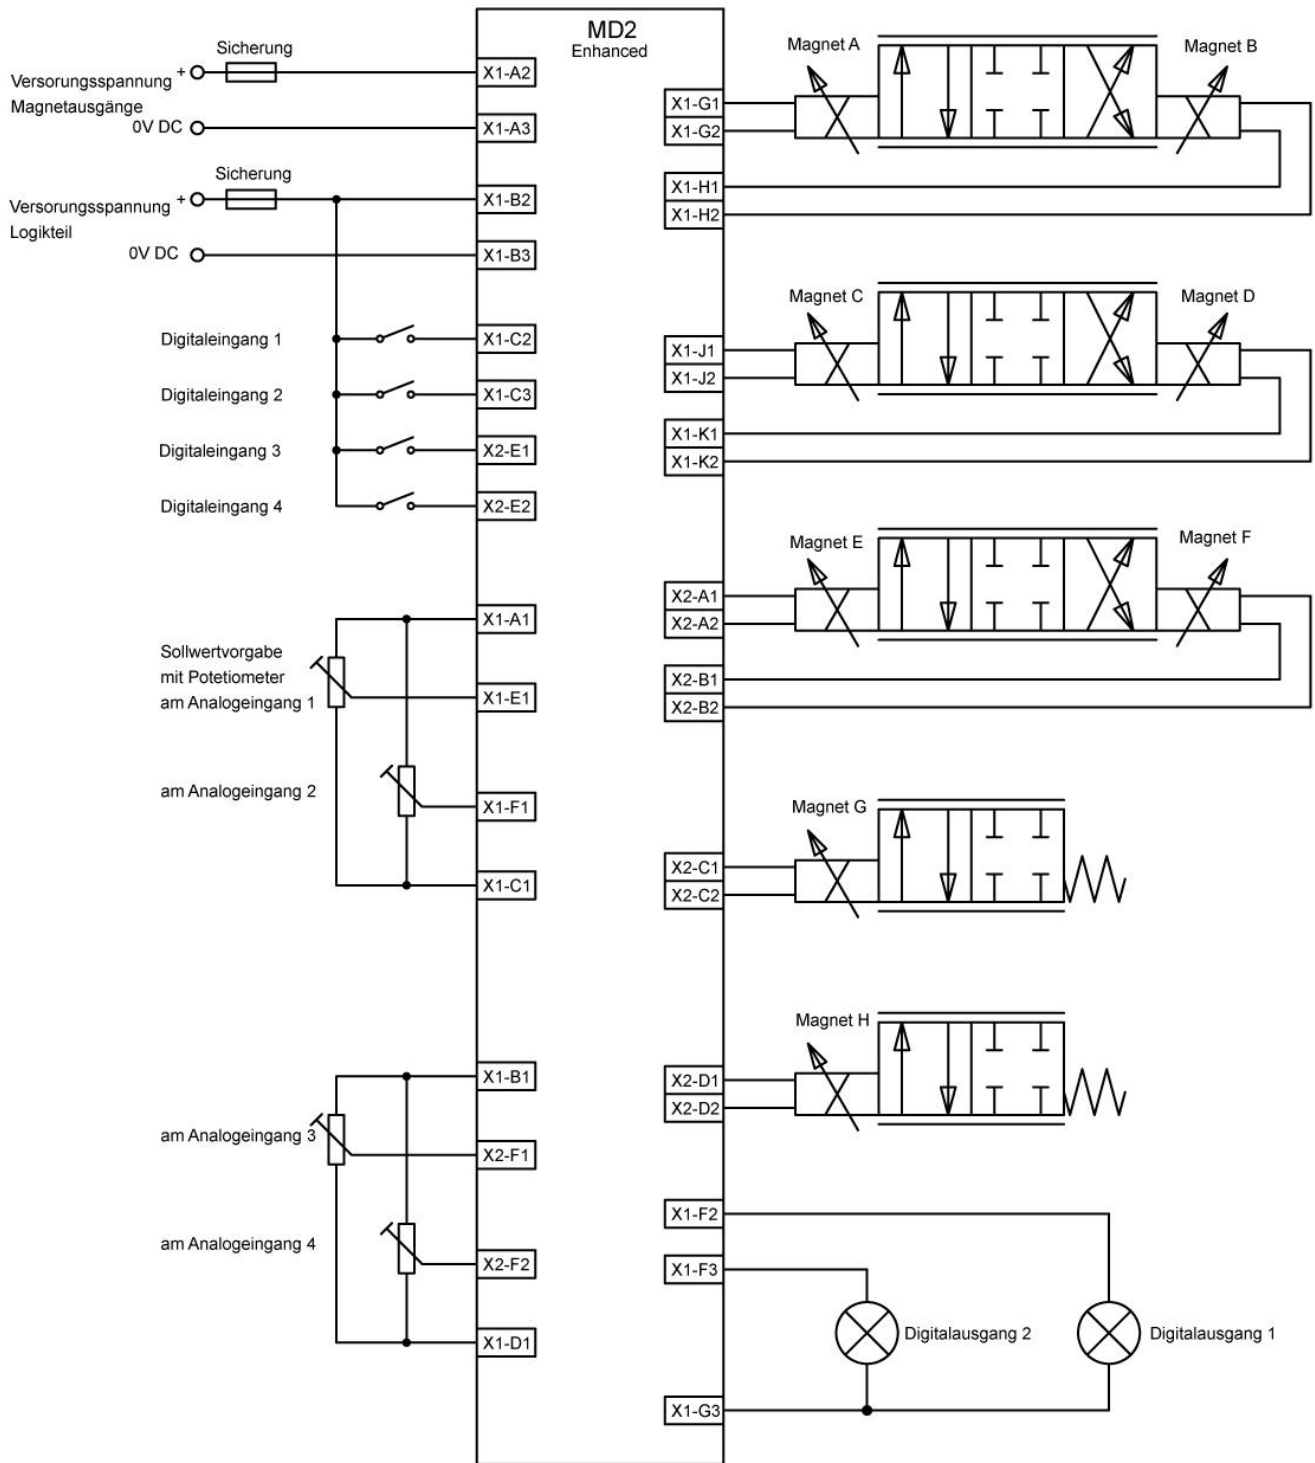 MD2
Enhanced
Sicherung
Versorungsspannung
Magnetausgänge
+
X1-A2
0V DC
X1-A3
Sicherung
Versorungsspannung
Logikteil
+
X1-B2
0V DC
X1-B3
Digitaleingang 1
X1-C2
Digitaleingang 2
X1-C3
Digitaleingang 3
X2-E1
Digitaleingang 4
X2-E2
X1-A1
Sollwertvorgabe
mit Potetiometer
am Analogeingang 1
X1-E1
am Analogeingang 2
X1-F1
X1-C1
X1-B1
am Analogeingang 3
X2-F1
am Analogeingang 4
X2-F2
X1-D1
Magnet A
Magnet B
X1-G1
X1-G2
X1-H1
X1-H2
Magnet C
Magnet D
X1-J1
X1-J2
X1-K1
X1-K2
Magnet E
Magnet F
X2-A1
X2-A2
X2-B1
X2-B2
Magnet G
X2-C1
X2-C2
Magnet H
X2-D1
X2-D2
X1-F2
X1-F3
Digitalausgang 2
Digitalausgang 1
X1-G3